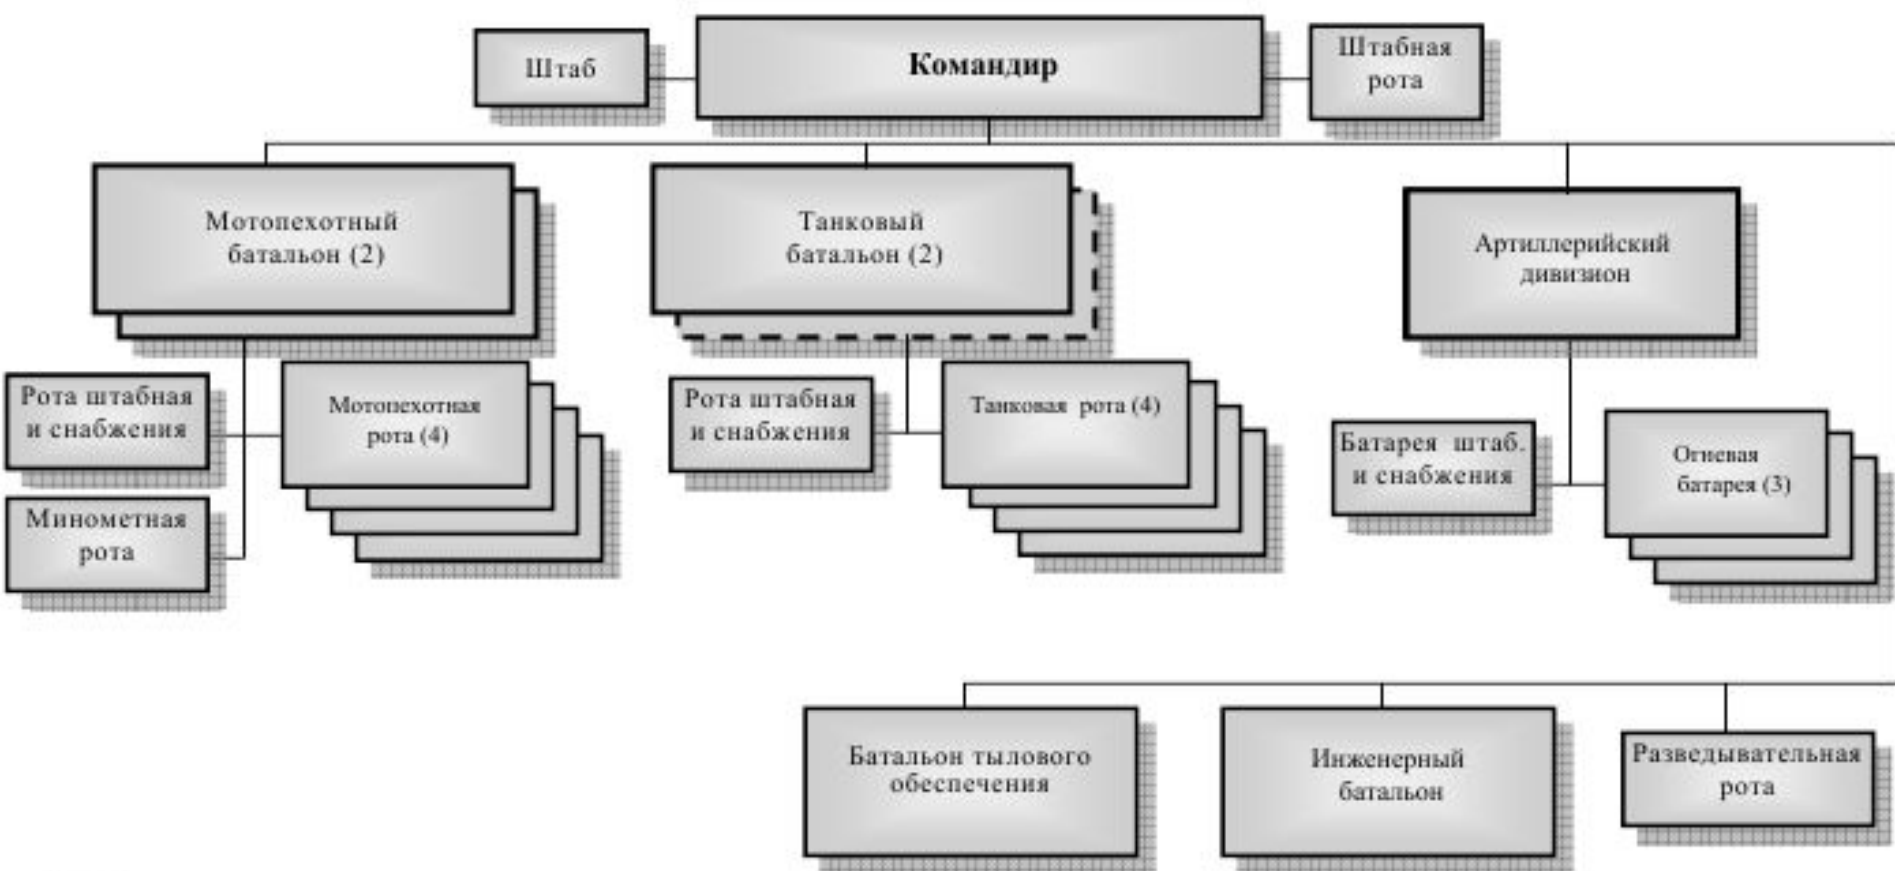 Штаб
Командир
Штабная
рота
Мотопехотный
батальон (2)
Танковый
батальон (2)
Артиллерийский
дивизион
Рота штабная
и снабжения
Мотопехотная
рота (4)
Минометная
рота
Рота штабная
и снабжения
Танковая рота (4)
Батарея штаб.
и снабжения
Огневая
батарея (3)
Батальон тылового
обеспечения
Инженерный
батальон
Разведывательная
рота